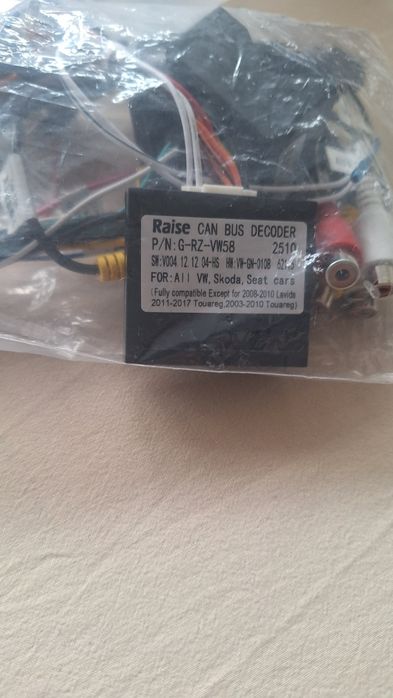 Raise CAN BUS DECODER
P/N:G-RZ-VW58 2510
SW:V004.12.12.04-HS HW:VW-GN-0108
FOR:All VW, Skoda, Seat cars
(Fully compatible Except for 2008-2010 Lavida
2011-2017 Touareg, 2003-2010 Touareg)